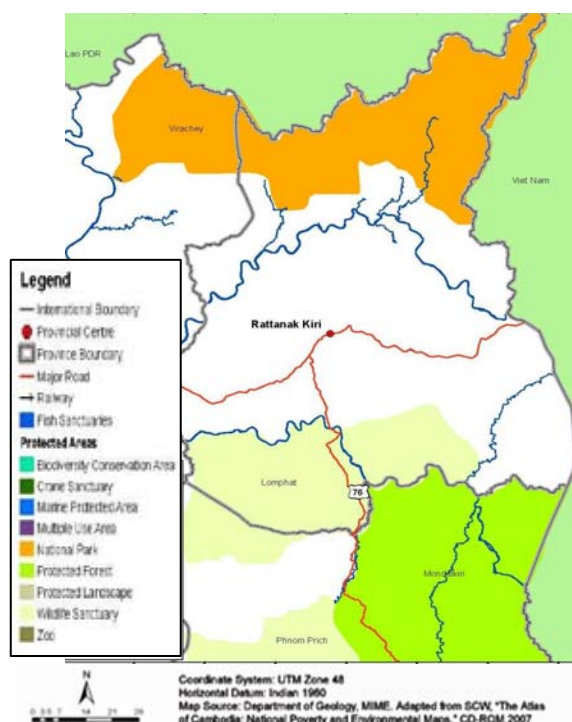 Lao PDR
Virachey
Viet Nam
Rattanak Kiri
Lomphat
76
Mondulkiri
Phnom Prich
Legend
International Boundary
Provincial Centre
Province Boundary
Major Road
Railway
Fish Sanctuaries
Protected Areas
Biodiversity Conservation Area
Crane Sanctuary
Marine Protected Area
Multiple Use Area
National Park
Protected Forest
Protected Landscape
Wildlife Sanctuary
Zoo
N
Coordinate System: UTM Zone 48
Horizontal Datum: Indian 1960
Map Source: Department of Geology, MIME. Adapted from SCW, "The Atlas
of Cambodia: National Poverty and Environmental Maps," CD-ROM 2007